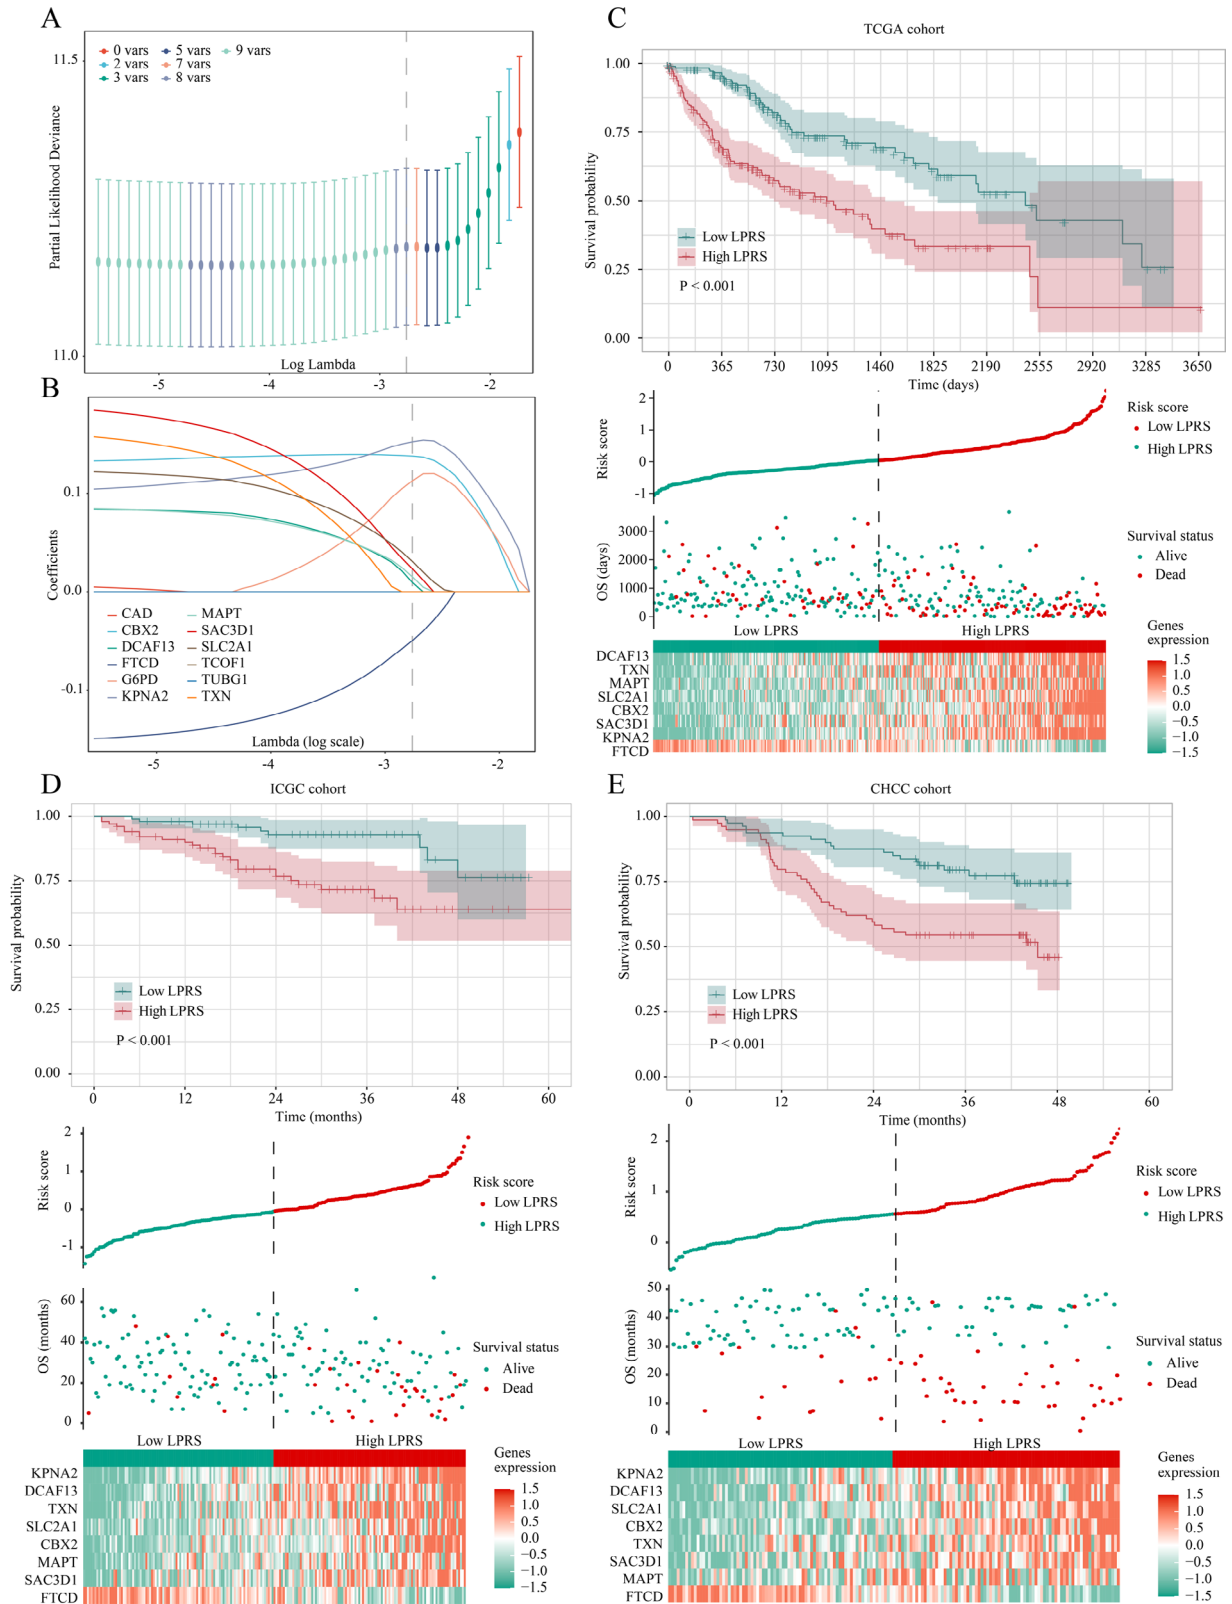 A
11.5
11.0
Partial Likelihood Deviance
0 vars 5 vars 9 vars
2 vars 7 vars
3 vars 8 vars
Log Lambda
-5 -4 -3 -2
B
Coefficients
0.1
0.0
-0.1
CAD MAPT
CBX2 SAC3D1
DCAF13 SLC2A1
FTCD TCOF1
G6PD TUBG1
KPNA2 TXN
Lambda (log scale)
-5 -4 -3 -2
C
TCGA cohort
Survival probability
1.00
0.75
0.50
0.25
0.00
Low LPRS
High LPRS
P < 0.001
0 365 730 1095 1460 1825 2190 2555 2920 3285 3650
Time (days)
Risk score
2
1
0
-1
Risk score
Low LPRS
High LPRS
OS (days)
3000
2000
1000
0
Survival status
Alive
Dead
Low LPRS High LPRS
DCAF13
TXN
MAPT
SLC2A1
CBX2
SAC3D1
KPNA2
FTCD
Genes
expression
1.5
1.0
0.5
0.0
−0.5
−1.0
−1.5
D
ICGC cohort
Survival probability
1.00
0.75
0.50
0.25
0.00
Low LPRS
High LPRS
P < 0.001
0 12 24 36 48 60
Time (months)
Risk score
2
1
0
-1
Risk score
Low LPRS
High LPRS
OS (months)
60
40
20
0
Survival status
Alive
Dead
Low LPRS High LPRS
KPNA2
DCAF13
TXN
SLC2A1
CBX2
MAPT
SAC3D1
FTCD
Genes
expression
1.5
1.0
0.5
0.0
−0.5
−1.0
−1.5
E
CHCC cohort
Survival probability
1.00
0.75
0.50
0.25
0.00
Low LPRS
High LPRS
P < 0.001
0 12 24 36 48 60
Time (months)
Risk score
2
1
0
Risk score
Low LPRS
High LPRS
OS (months)
50
40
30
20
10
0
Survival status
Alive
Dead
Low LPRS High LPRS
KPNA2
DCAF13
SLC2A1
CBX2
TXN
SAC3D1
MAPT
FTCD
Genes
expression
1.5
1.0
0.5
0.0
−0.5
−1.0
−1.5